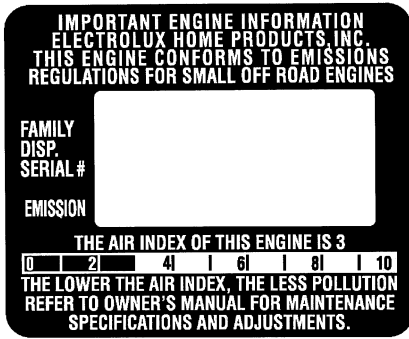 IMPORTANT ENGINE INFORMATION
ELECTROLUX HOME PRODUCTS, INC.
THIS ENGINE CONFORMS TO EMISSIONS
REGULATIONS FOR SMALL OFF ROAD ENGINES
FAMILY
DISP.
SERIAL #
EMISSION
THE AIR INDEX OF THIS ENGINE IS 3
0 2 4 6 8 10
THE LOWER THE AIR INDEX, THE LESS POLLUTION
REFER TO OWNER'S MANUAL FOR MAINTENANCE
SPECIFICATIONS AND ADJUSTMENTS.